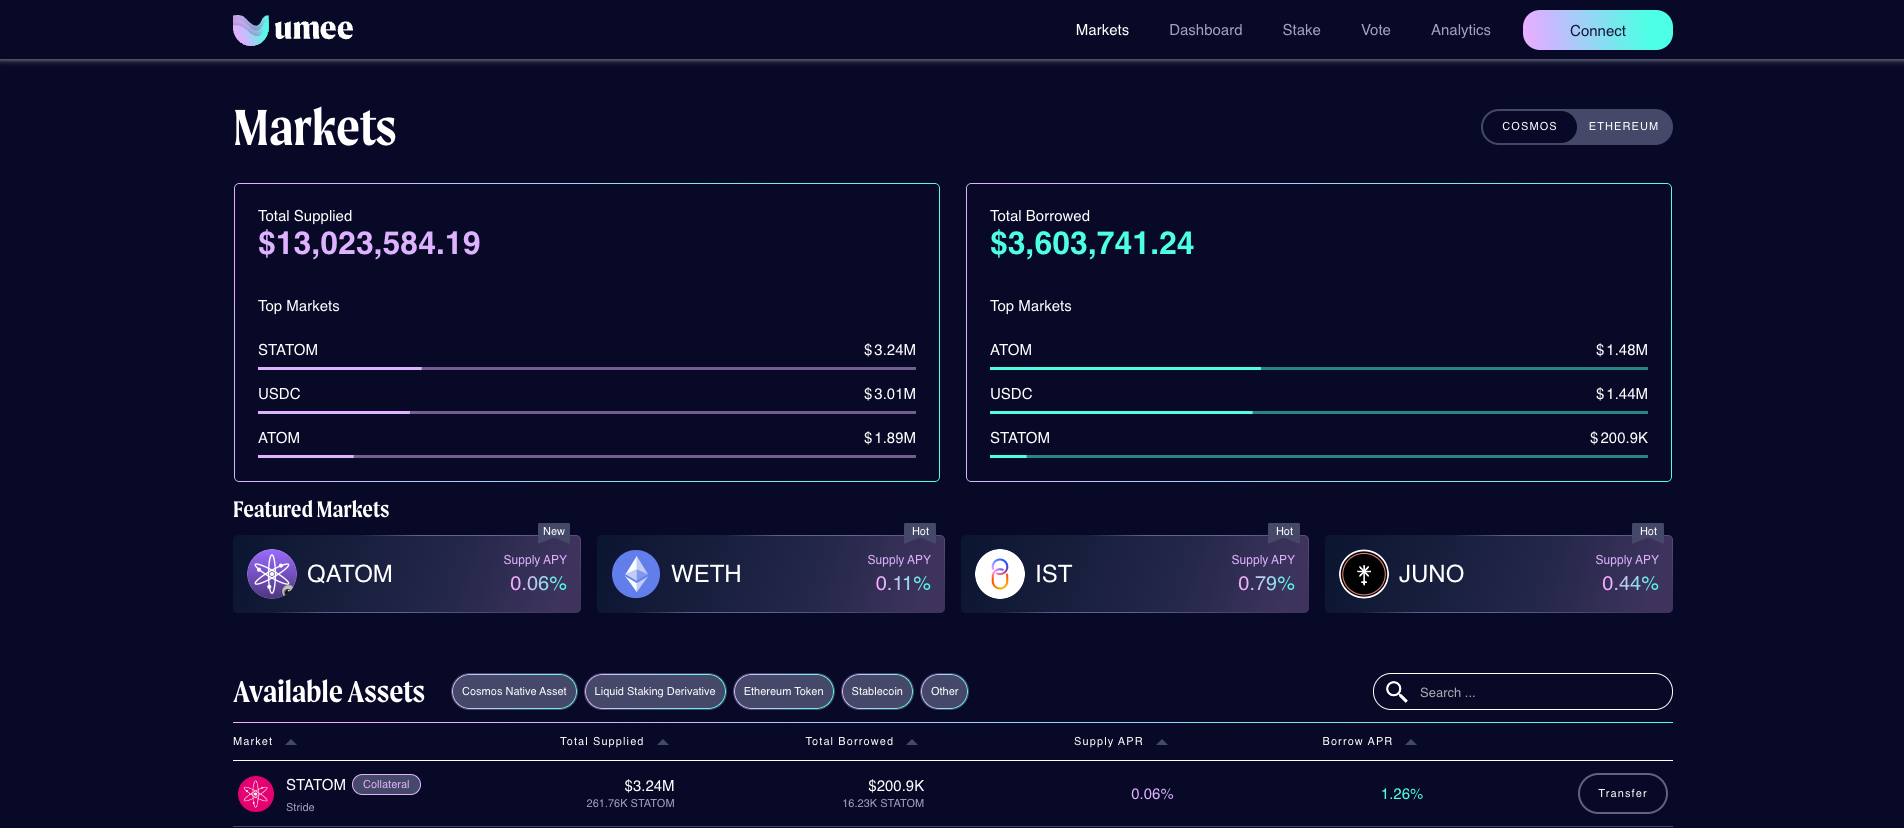 umee
Markets Dashboard Stake Vote Analytics Connect
Markets
COSMOS ETHEREUM
Total Supplied
$13,023,584.19
Top Markets
STATOM $3.24M
USDC $3.01M
ATOM $1.89M
Total Borrowed
$3,603,741.24
Top Markets
ATOM $1.48M
USDC $1.44M
STATOM $200.9K
Featured Markets
New
QATOM
Supply APY
0.06%
Hot
WETH
Supply APY
0.11%
Hot
IST
Supply APY
0.79%
Hot
JUNO
Supply APY
0.44%
Available Assets Cosmos Native Asset Liquid Staking Derivative Ethereum Token Stablecoin Other Search ...
Market Total Supplied Total Borrowed Supply APR Borrow APR
STATOM Collateral $3.24M $200.9K 0.06% 1.26% Transfer
Stride 261.76K STATOM 16.23K STATOM